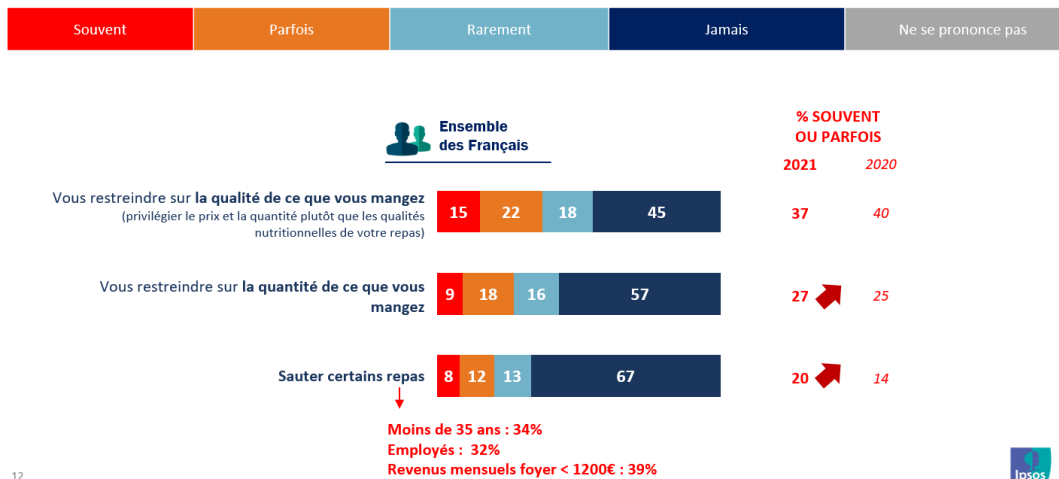 Souvent
Parfois
Rarement
Jamais
Ne se prononce pas
Ensemble
des Français
% SOUVENT
OU PARFOIS
2021
2020
Vous restreindre sur la qualité de ce que vous mangez
(privilégier le prix et la quantité plutôt que les qualités
nutritionnelles de votre repas)
15 22 18 45
37
40
Vous restreindre sur la quantité de ce que vous
mangez
9 18 16 57
27
25
Sauter certains repas
8 12 13 67
20
14
Moins de 35 ans : 34%
Employés : 32%
Revenus mensuels foyer < 1200€ : 39%
12
Ipsos